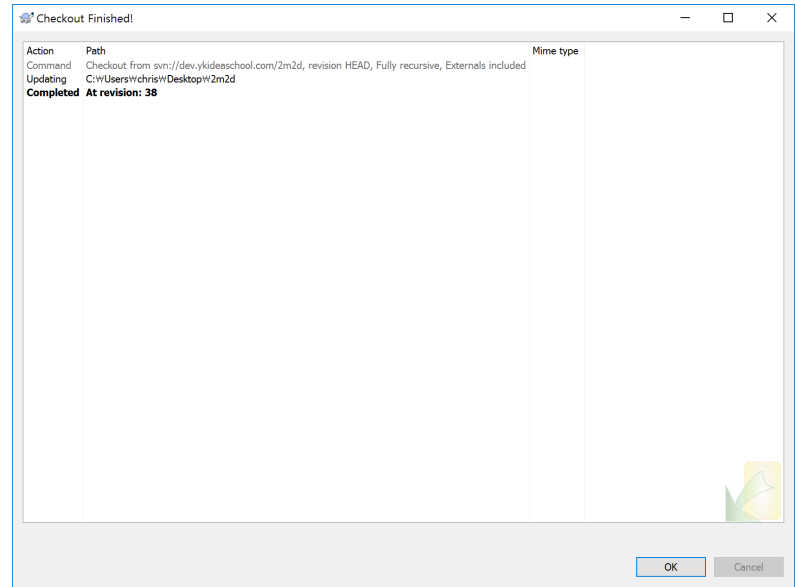 Checkout Finished!
Action Path Mime type
Command Checkout from svn://dev.ykideaschool.com/2m2d, revision HEAD, Fully recursive, Externals included
Updating C:₩Users₩chris₩Desktop₩2m2d
Completed At revision: 38
OK Cancel